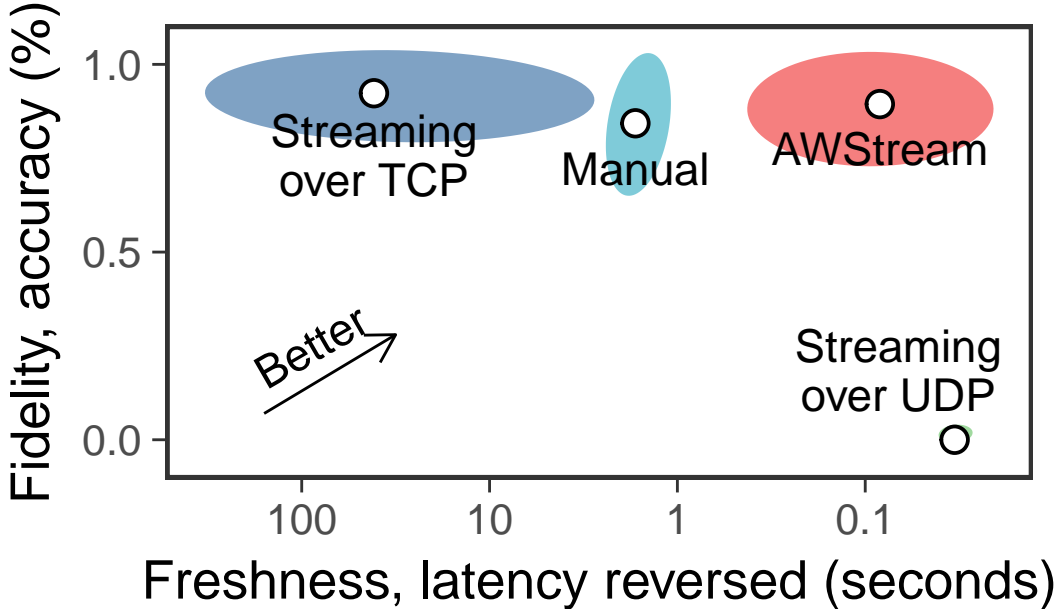 Fidelity, accuracy (%)
1.0
0.5
0.0
Streaming
over TCP
Manual
AWStream
Better
Streaming
over UDP
100
10
1
0.1
Freshness, latency reversed (seconds)